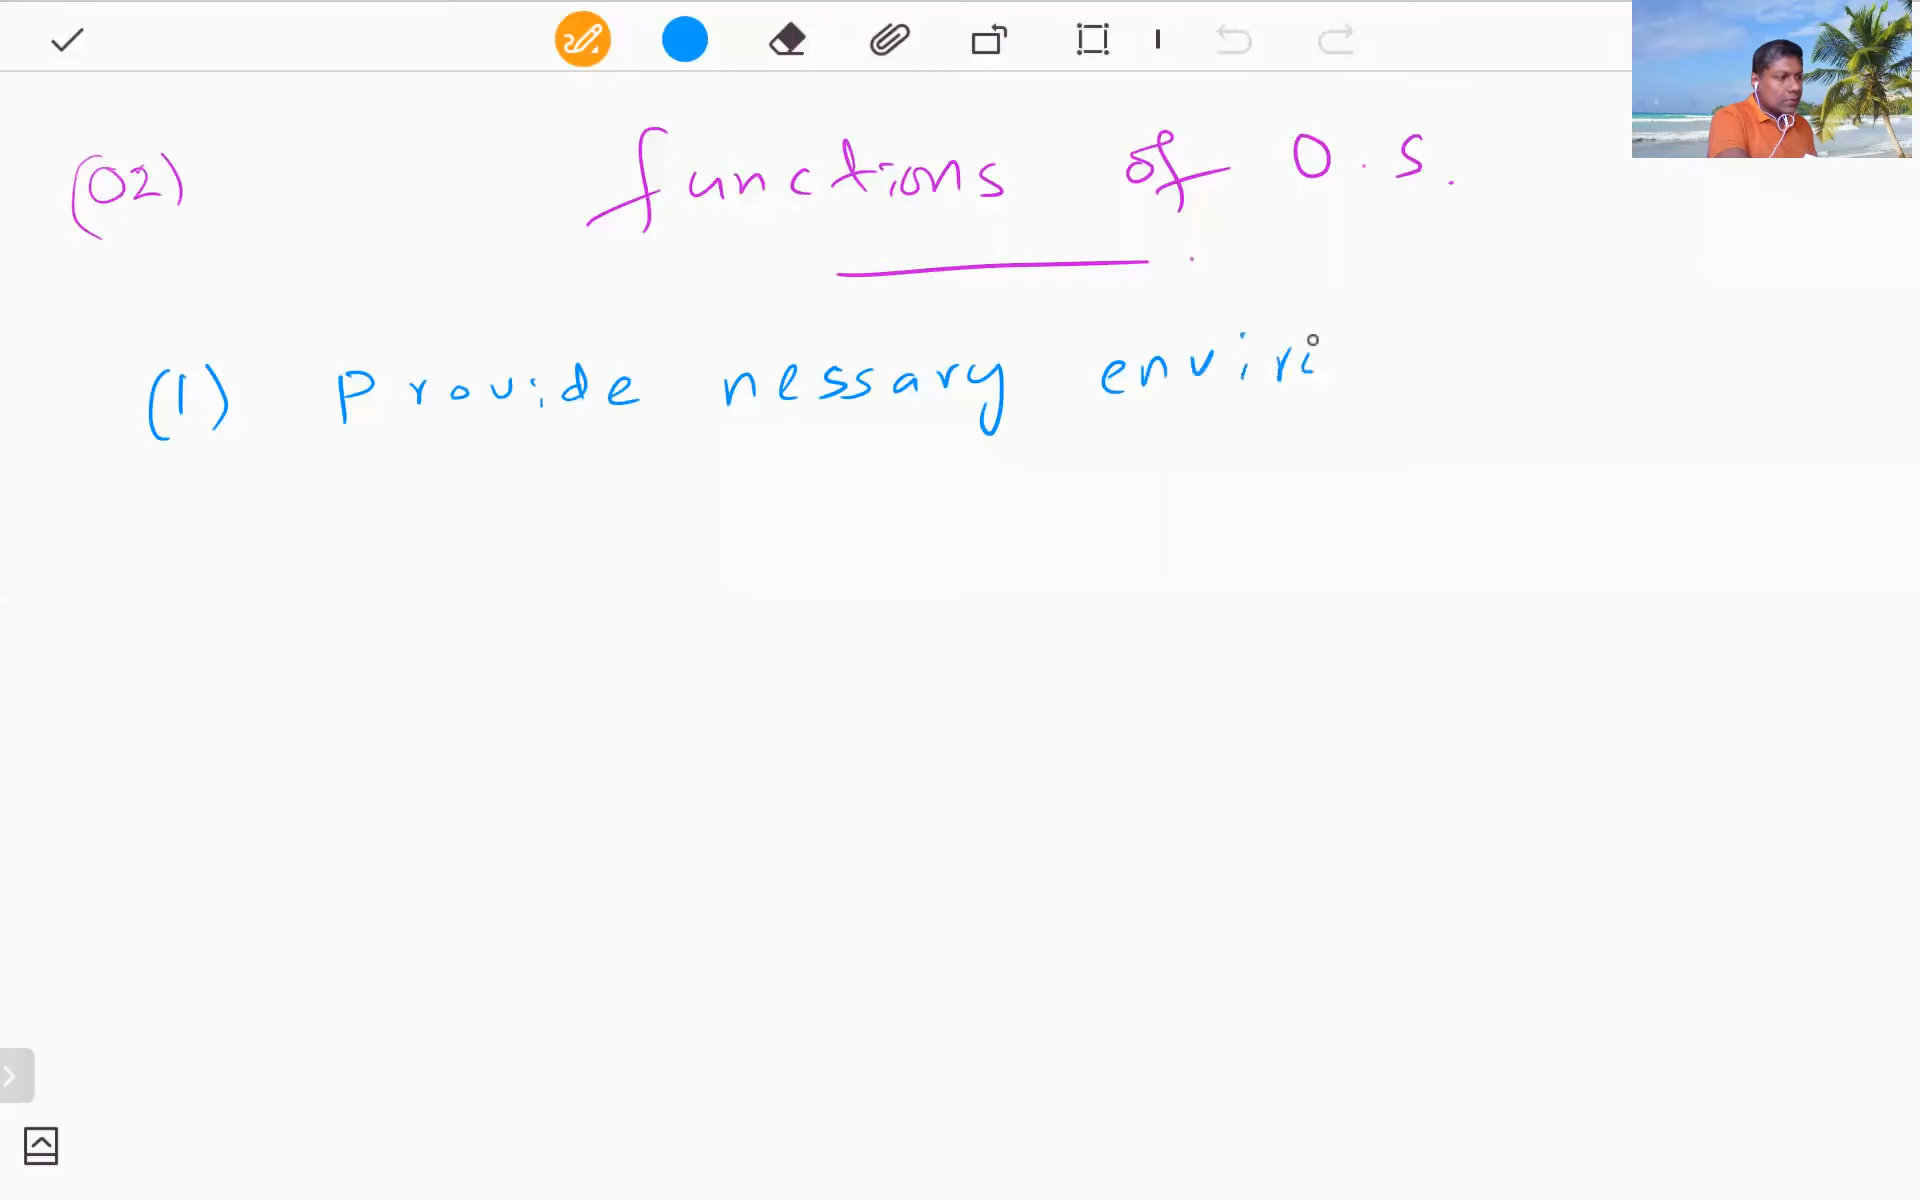 (02) functions of O.S.
(1) Provide nessary enviri